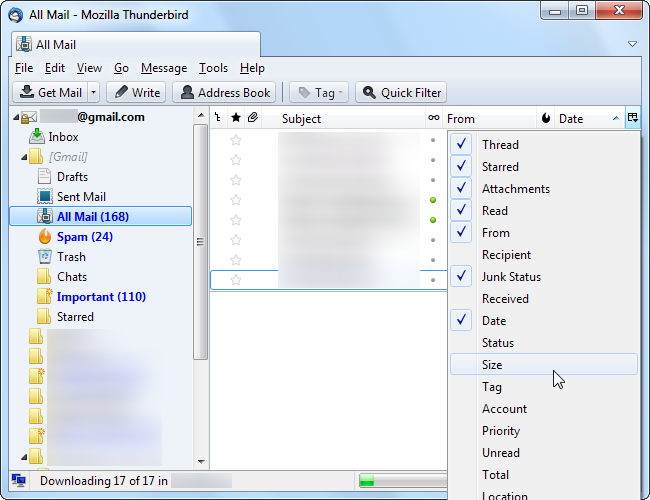 All Mail - Mozilla Thunderbird
All Mail
File Edit View Go Message Tools Help
Get Mail Write Address Book Tag Quick Filter
@gmail.com
Subject From Date
Inbox
[Gmail]
Drafts
Sent Mail
All Mail (168)
Spam (24)
Trash
Chats
Important (110)
Starred
Thread
Starred
Attachments
Read
From
Recipient
Junk Status
Received
Date
Status
Size
Tag
Account
Priority
Unread
Total
Location
Downloading 17 of 17 in